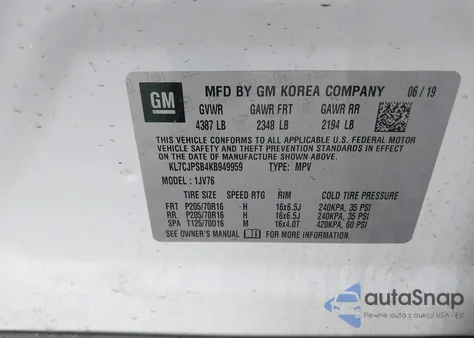 GM
MFD BY GM KOREA COMPANY 06/19
GVWR GAWR FRT GAWR RR
4387 LB 2348 LB 2194 LB
THIS VEHICLE CONFORMS TO ALL APPLICABLE U.S. FEDERAL MOTOR
VEHICLE SAFETY, BUMPER, AND THEFT PREVENTION STANDARDS
IN EFFECT ON THE DATE OF MANUFACTURE SHOWN ABOVE.
KL7CJPSB4KB949959 TYPE: MPV
MODEL: 1JV76
TIRE SIZE SPEED RTG RIM COLD TIRE PRESSURE
FRT P205/70R16 H 16x6.5J 240KPA, 35 PSI
RR P205/70R16 H 16x6.5J 240KPA, 35 PSI
SPA T125/70D16 M 16x4.0T 420KPA, 60 PSI
SEE OWNER'S MANUAL FOR MORE INFORMATION.
autoSnap
Pewne auta z aukcji USA i EU